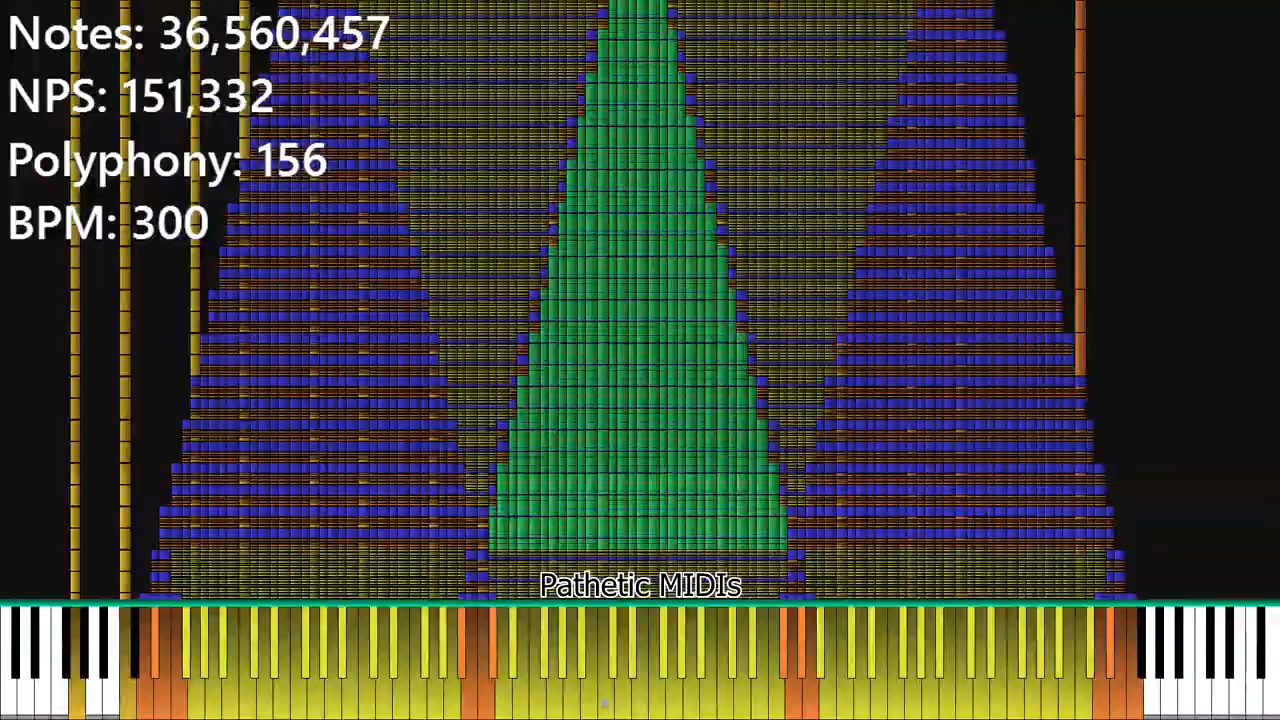 Notes: 36,560,457
NPS: 151,332
Polyphony: 156
BPM: 300
Pathetic MIDIs